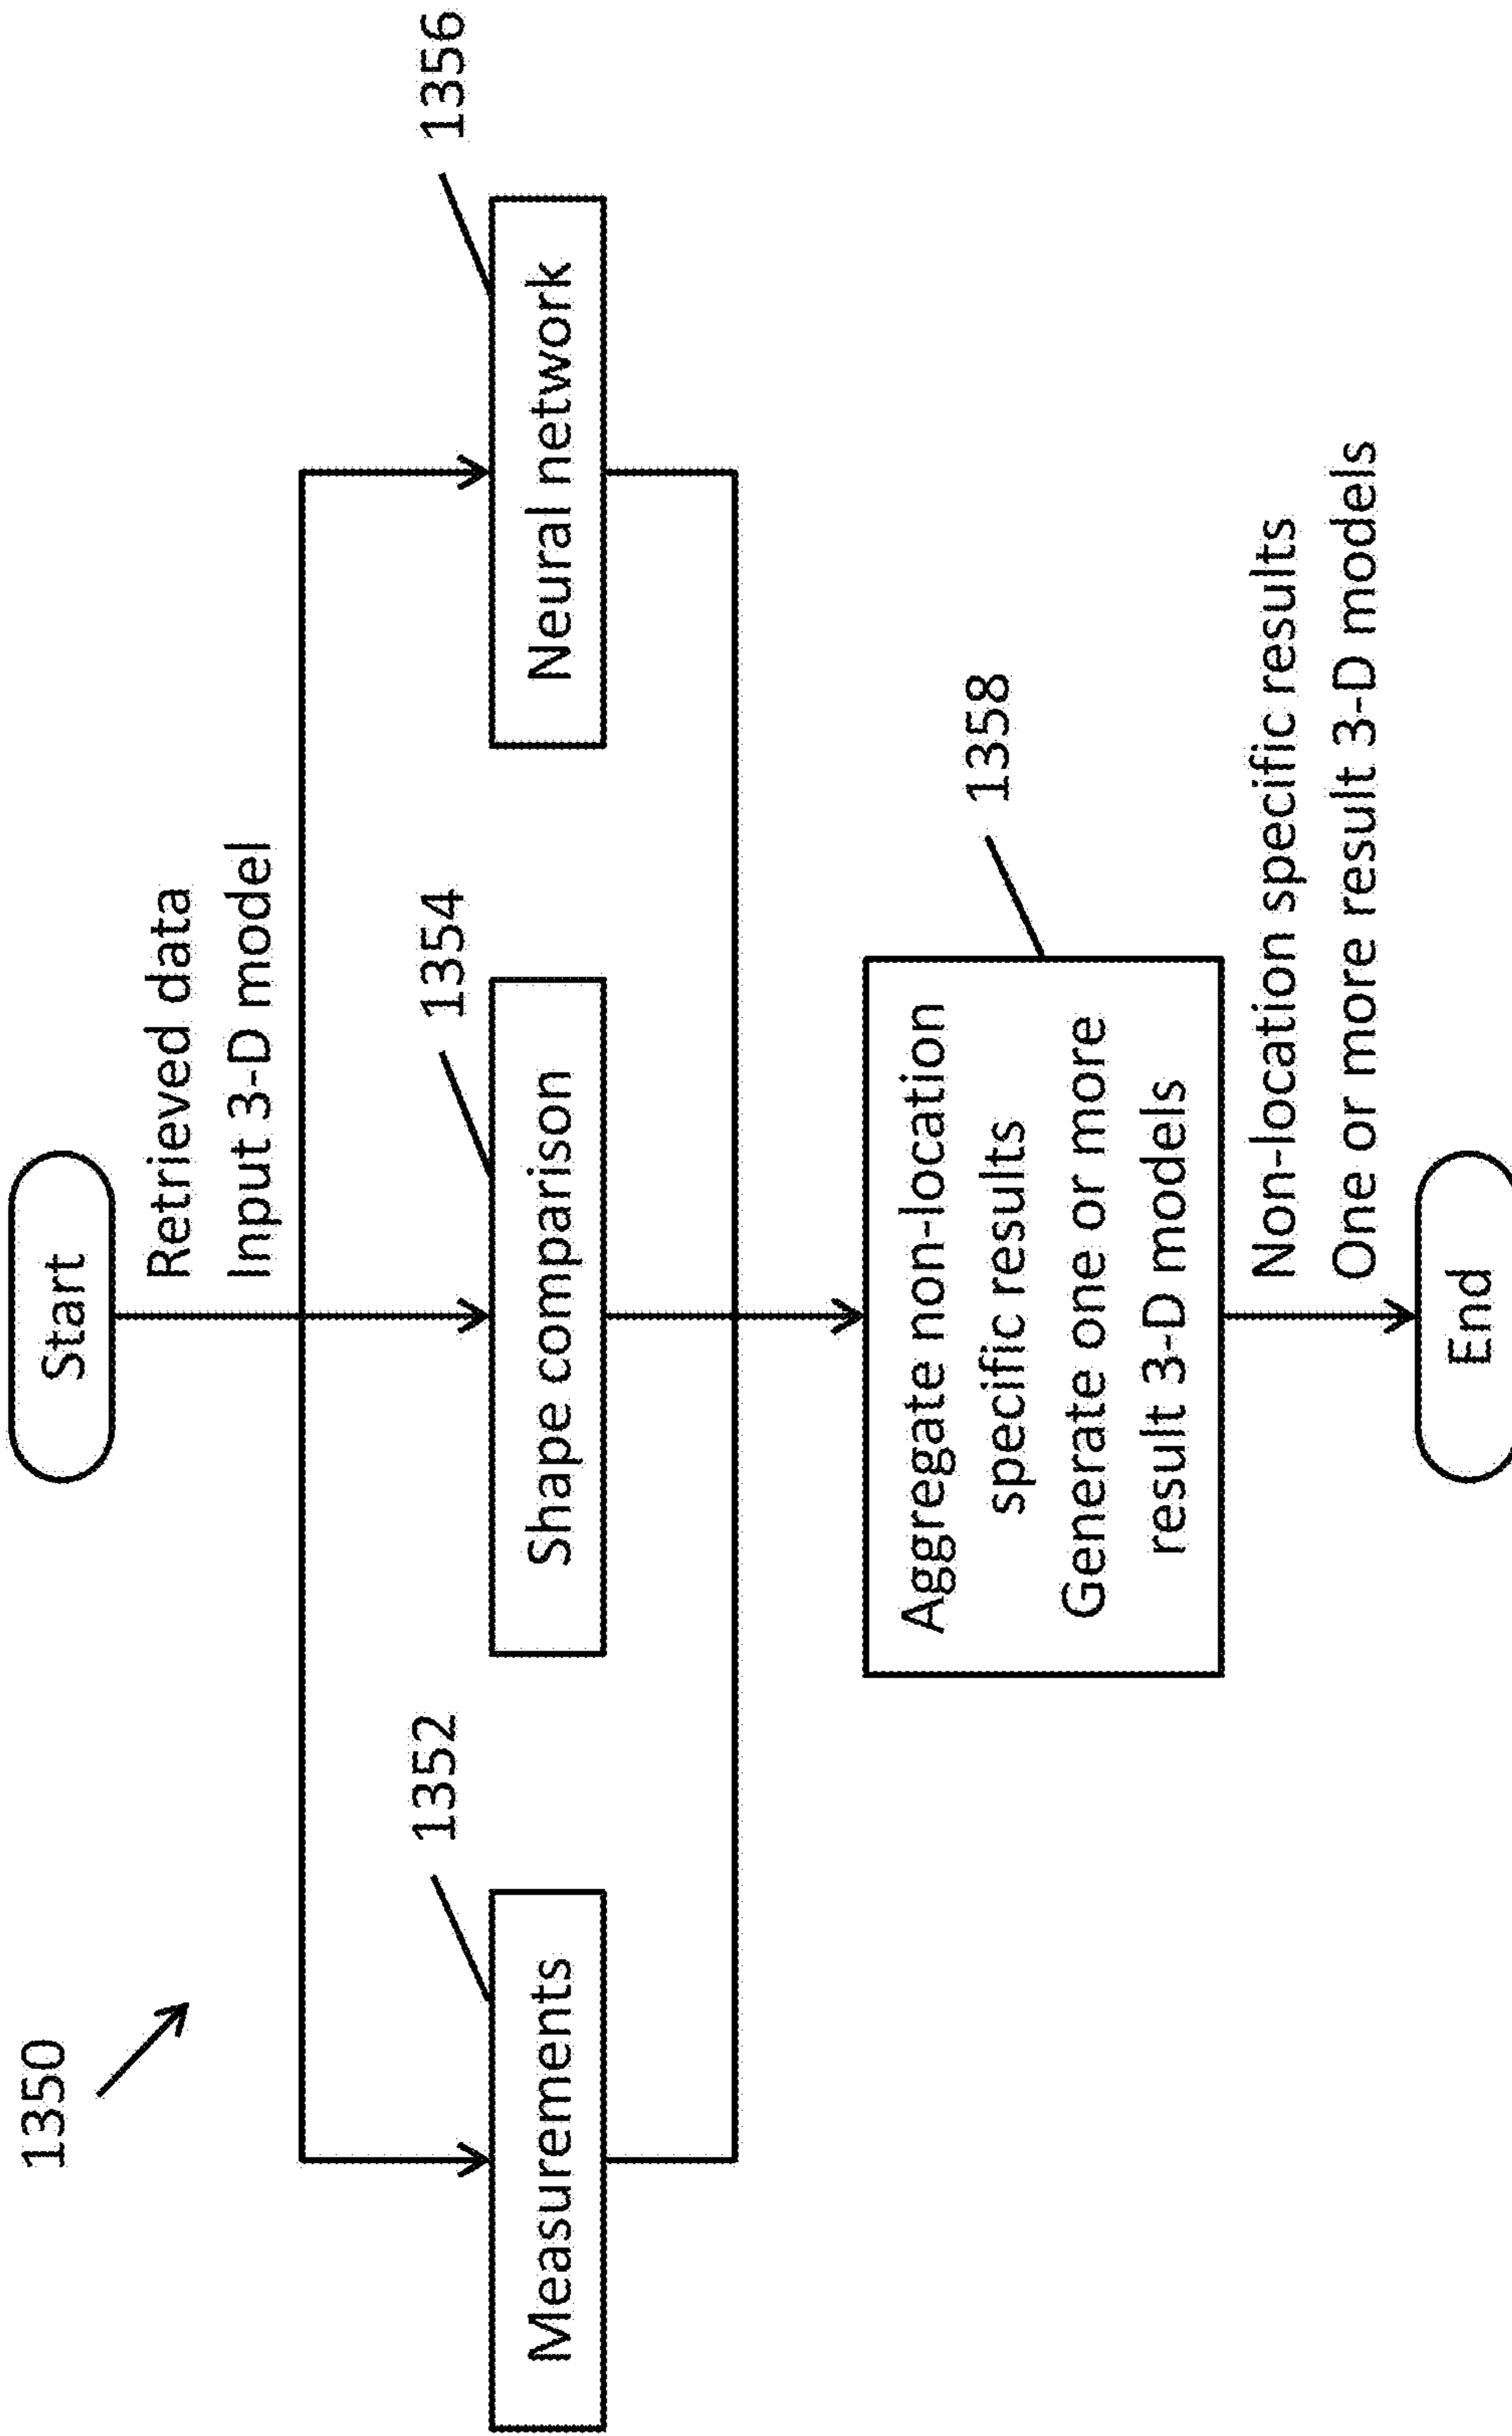 1350
Start
Retrieved data
Input 3-D model
1352
1354
1356
Measurements
Shape comparison
Neural network
1358
Aggregate non-location
specific results
Generate one or more
result 3-D models
Non-location specific results
One or more result 3-D models
End